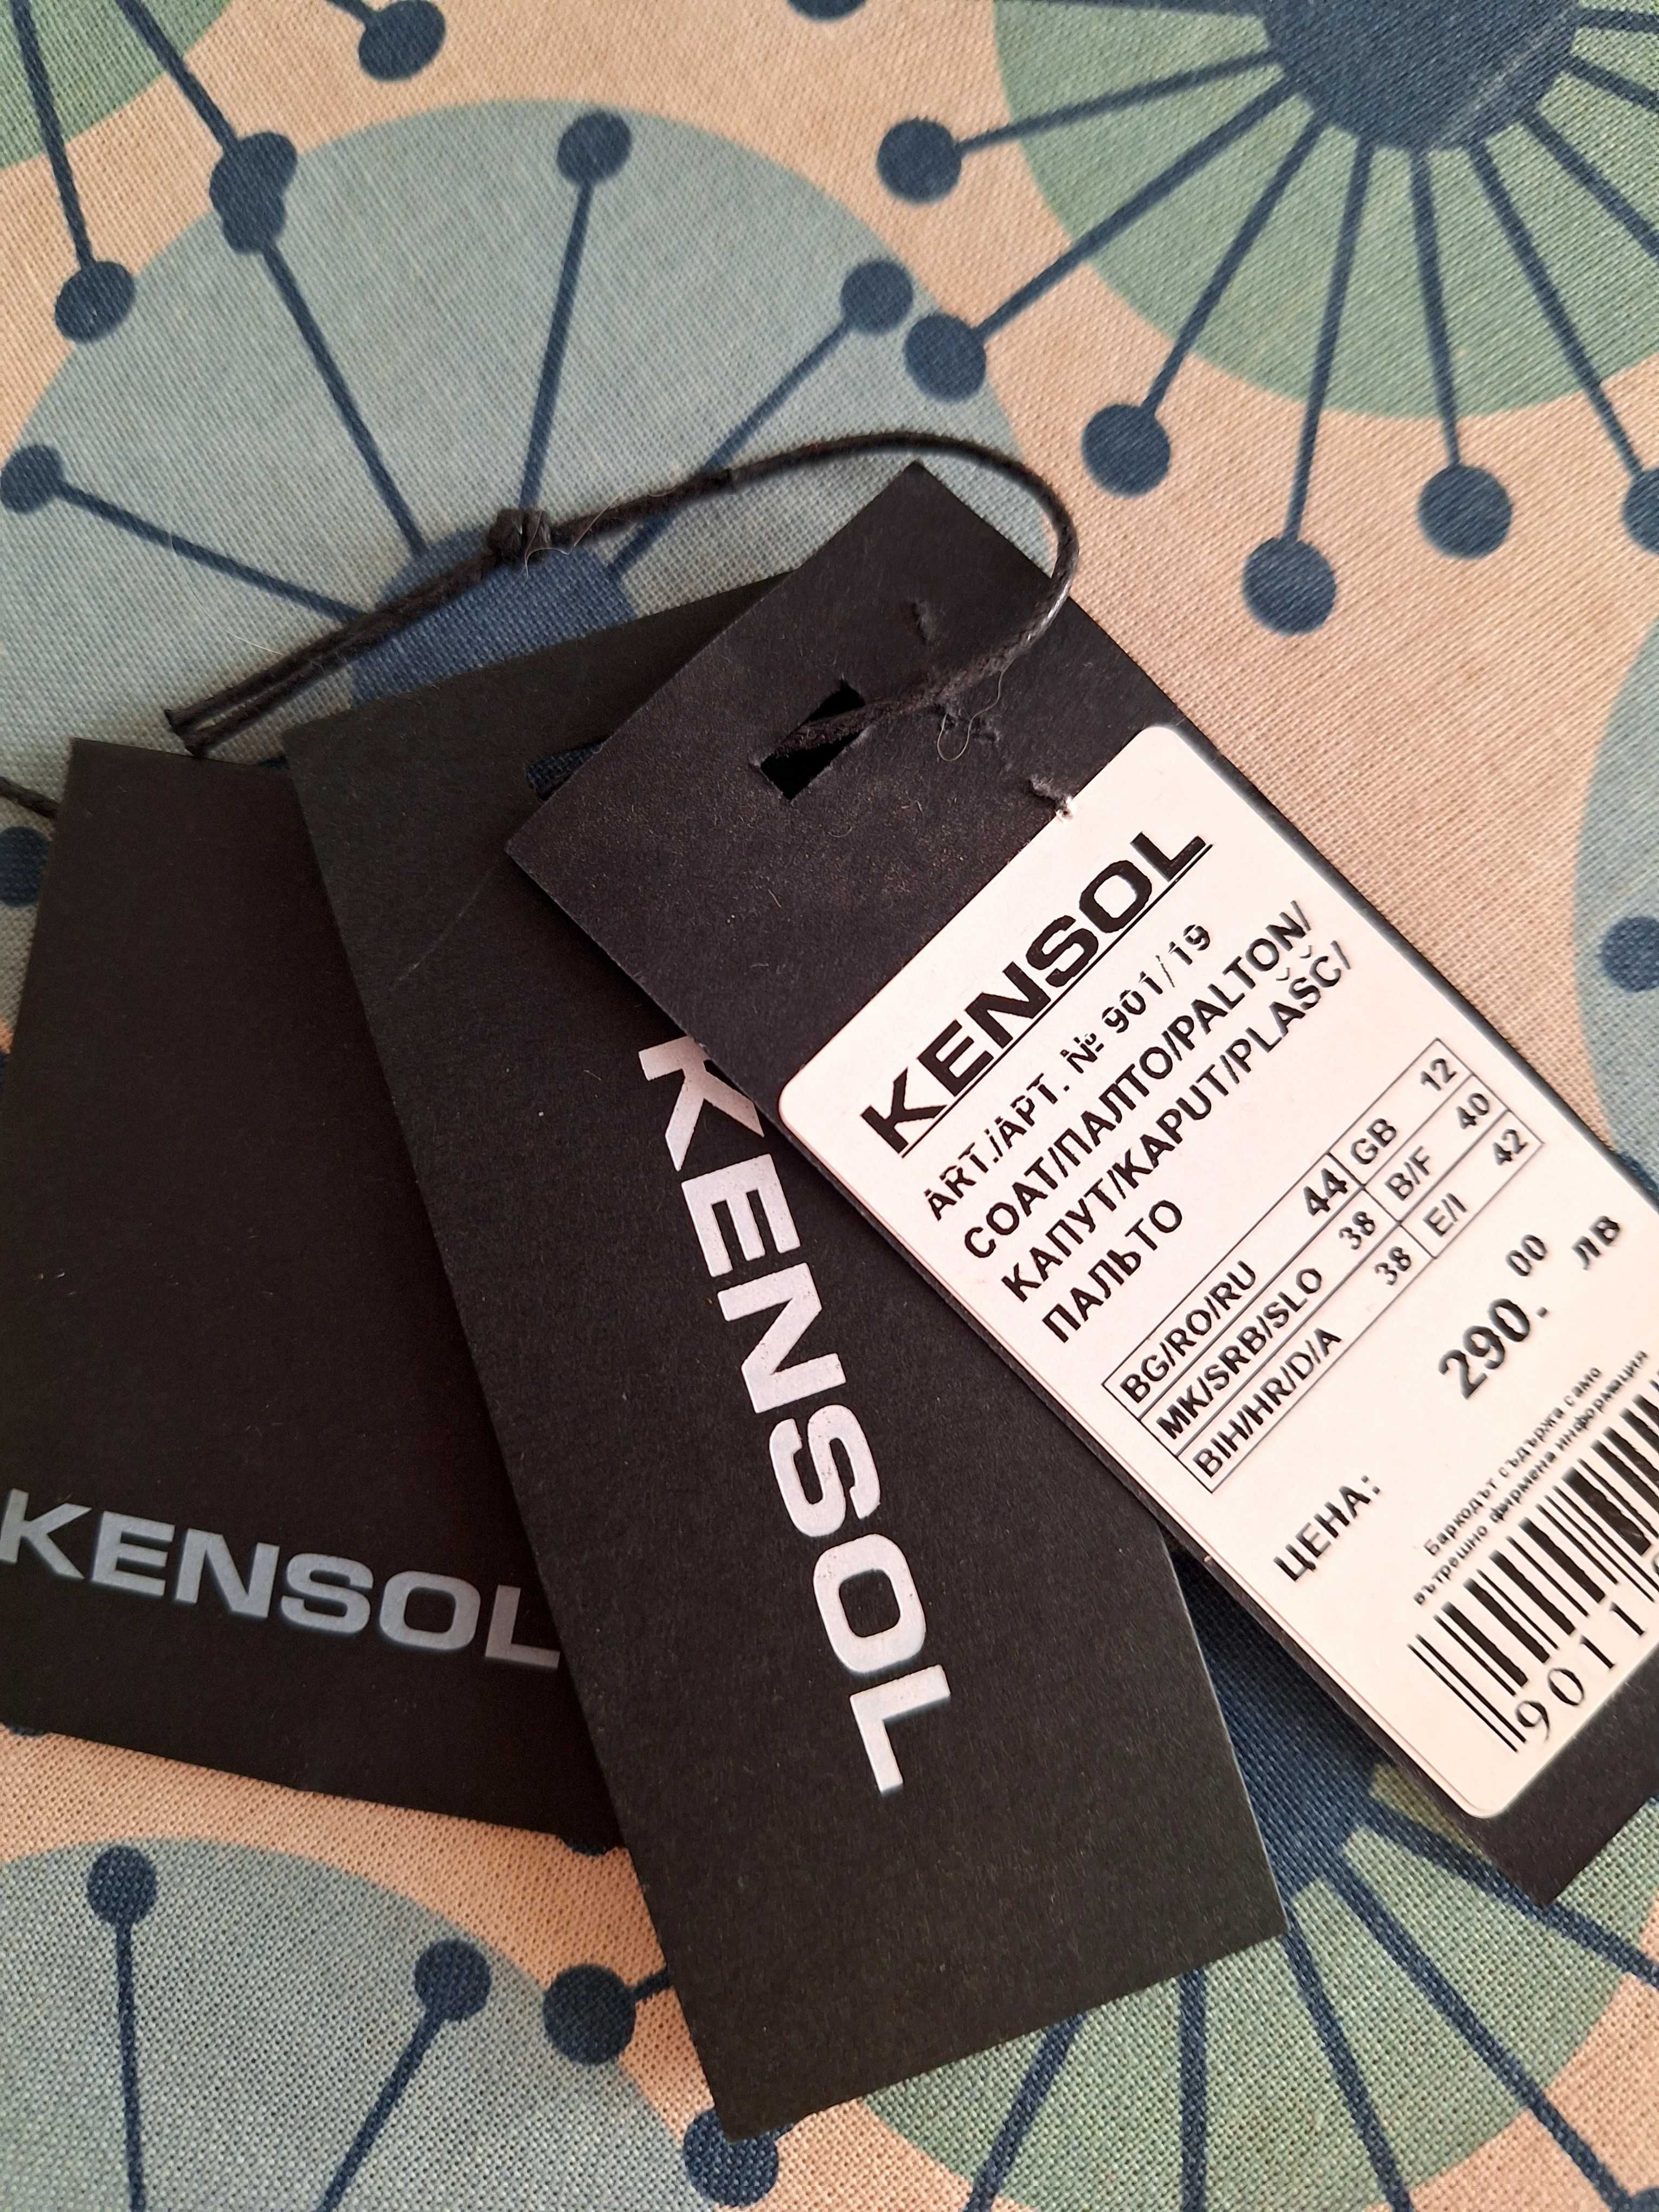 KENSOL
KENSOL
KENSOL
ART./АРТ. № 901/19
COAT/ПАЛТО/PALTON/
КАПУТ/KAPUT/PLAŠČ/
ПАЛЬТО
BG/RO/RU 44 GB 12
MK/SRB/SLO 38 B/F 40
BIH/HR/D/A 38 E/I 42
ЦЕНА: 290.00 лв
Баркодът съдържа само
вътрешно фирмена информация
9011